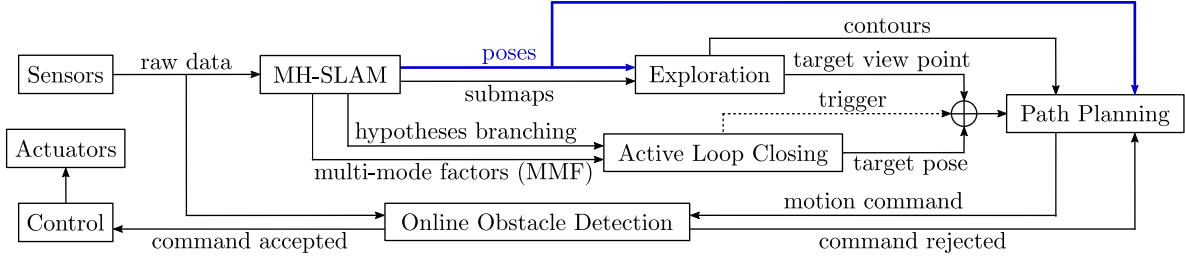 contours
poses
raw data
Sensors
MH-SLAM
Exploration
target view point
submaps
trigger
Path Planning
hypotheses branching
Actuators
Active Loop Closing
multi-mode factors (MMF)
target pose
motion command
Control
Online Obstacle Detection
command accepted
command rejected